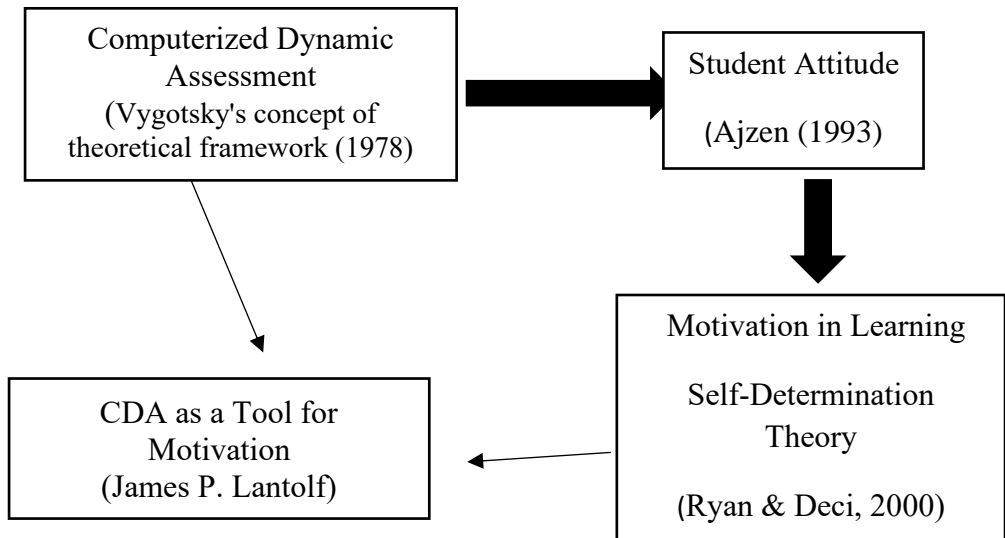 Computerized Dynamic
Assessment
(Vygotsky's concept of
theoretical framework (1978)
Student Attitude
(Ajzen (1993)
Motivation in Learning
Self-Determination
Theory
(Ryan & Deci, 2000)
CDA as a Tool for
Motivation
(James P. Lantolf)